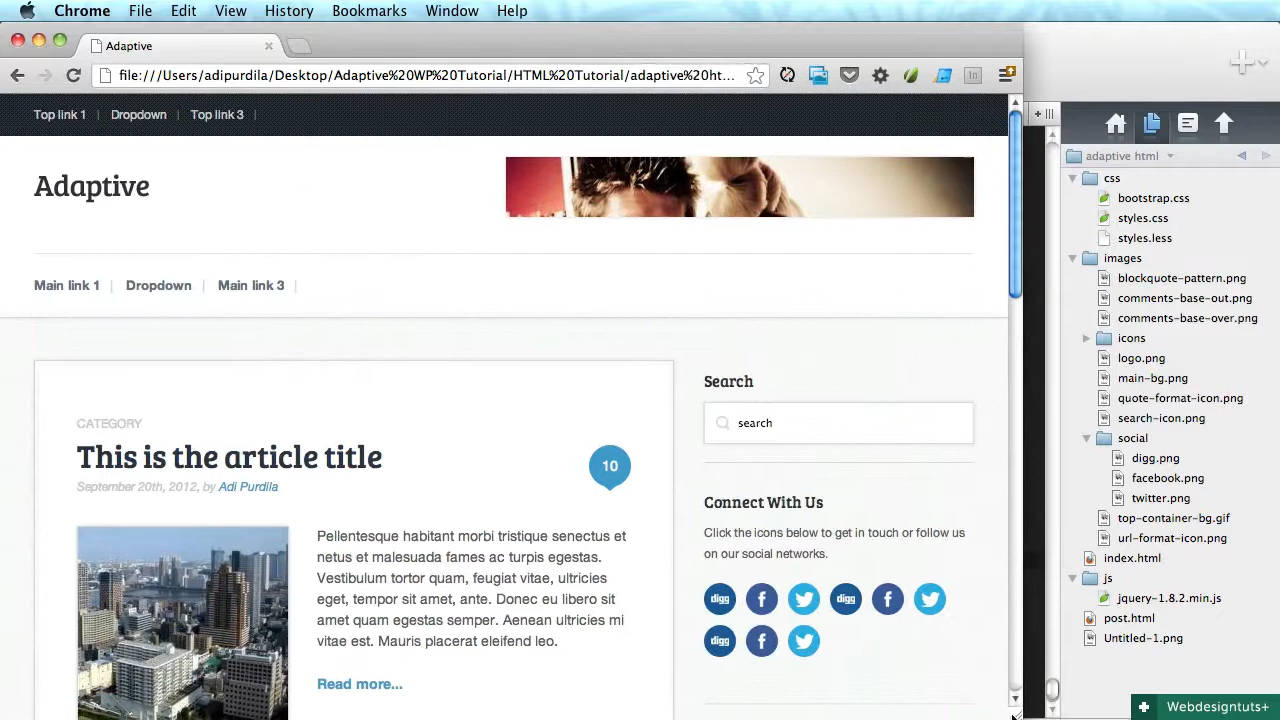 Chrome File Edit View History Bookmarks Window Help
Adaptive
file:///Users/adipurdila/Desktop/Adaptive%20WP%20Tutorial/HTML%20Tutorial/adaptive%20ht...
Top link 1 Dropdown Top link 3
Adaptive
Main link 1 Dropdown Main link 3
CATEGORY
This is the article title
10
September 20th, 2012, by Adi Purdila
Pellentesque habitant morbi tristique senectus et
netus et malesuada fames ac turpis egestas.
Vestibulum tortor quam, feugiat vitae, ultricies
eget, tempor sit amet, ante. Donec eu libero sit
amet quam egestas semper. Aenean ultricies mi
vitae est. Mauris placerat eleifend leo.
Read more...
Search
search
Connect With Us
Click the icons below to get in touch or follow us
on our social networks.
digg f digg f
digg f
adaptive html
css
bootstrap.css
styles.css
styles.less
images
blockquote-pattern.png
comments-base-out.png
comments-base-over.png
icons
logo.png
main-bg.png
quote-format-icon.png
search-icon.png
social
digg.png
facebook.png
twitter.png
top-container-bg.gif
url-format-icon.png
index.html
js
jquery-1.8.2.min.js
post.html
Untitled-1.png
Webdesigntuts+